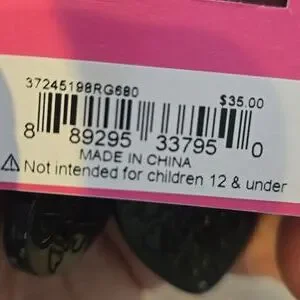 37245198RG680 $35.00
8 89295 33795 0
MADE IN CHINA
⚠ Not intended for children 12 & under